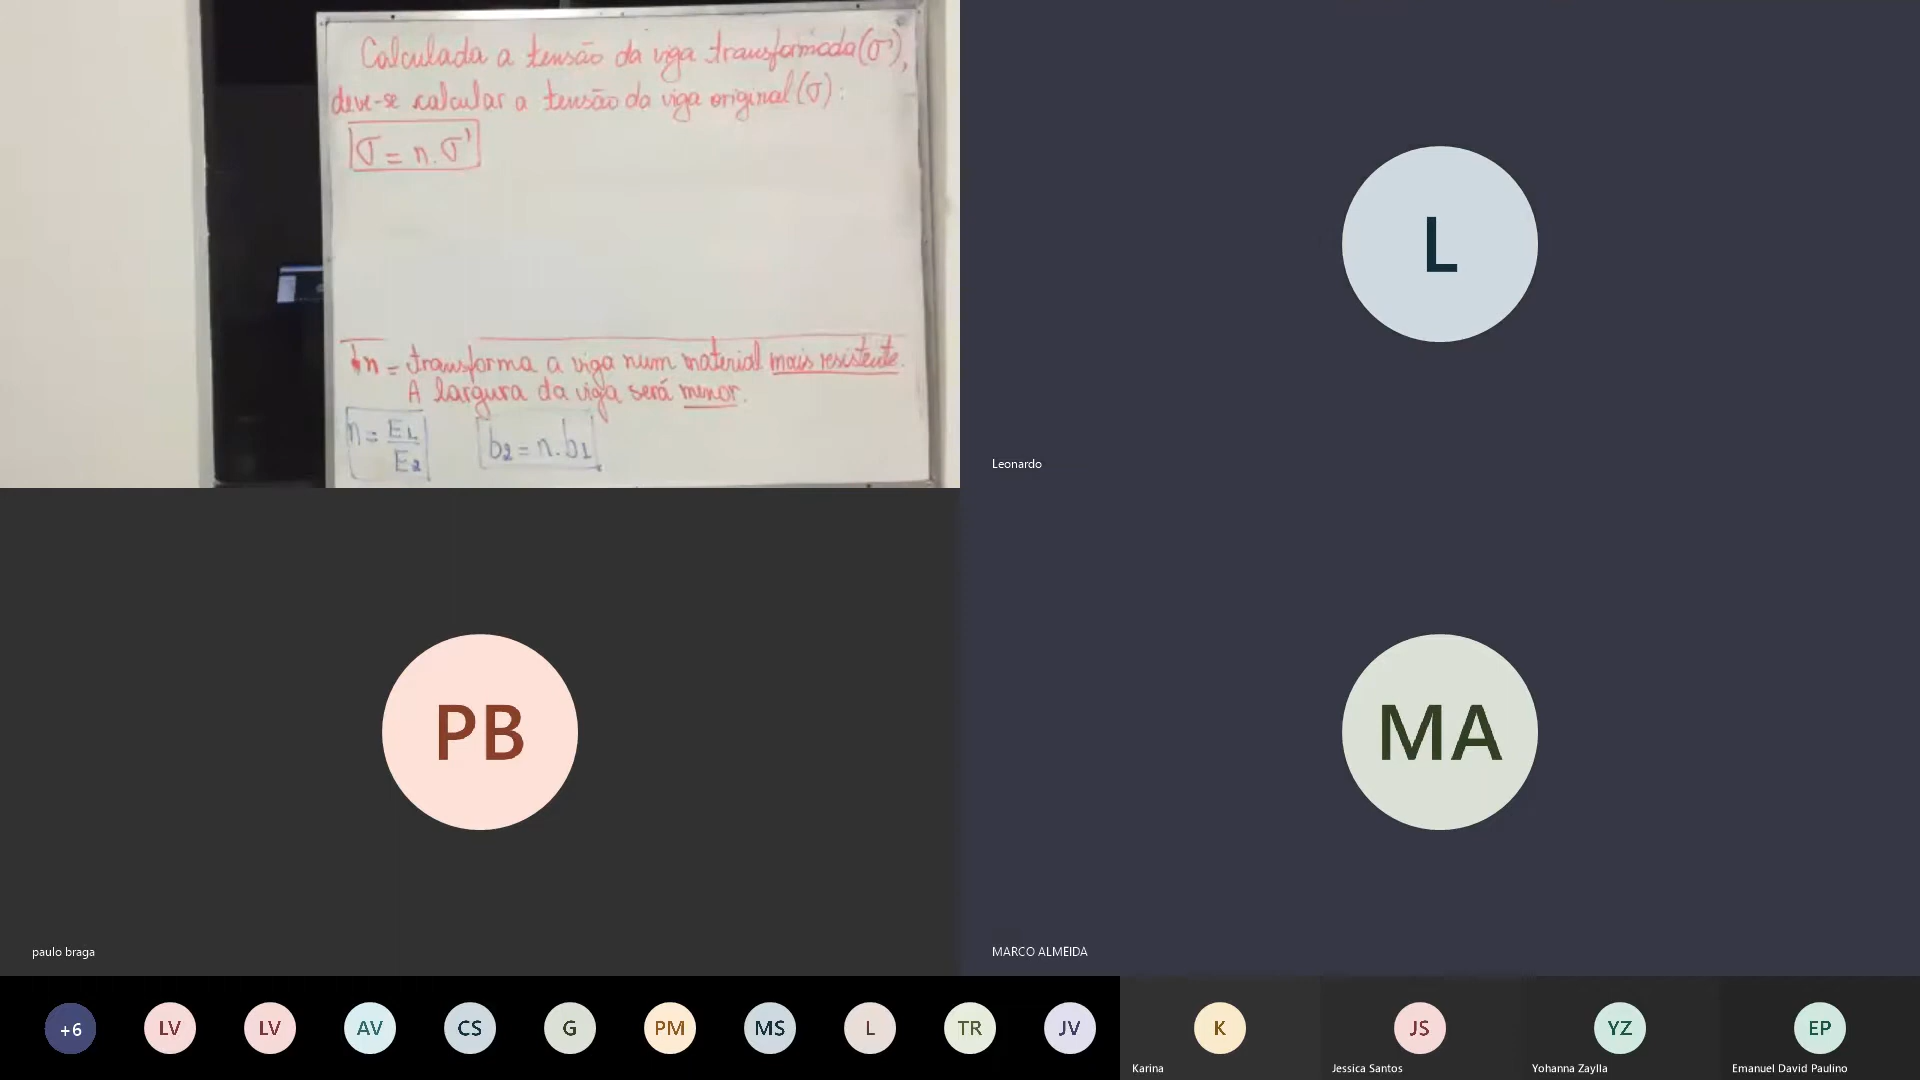 Calculada a tensão da viga transformada (σ'),
deve-se calcular a tensão da viga original (σ):
σ = n.σ'
n = transforma a viga num material mais resistente.
A largura da viga será menor.
n = E1/E2
b2 = n.b1
L
Leonardo
PB
paulo braga
MA
MARCO ALMEIDA
+6
LV
LV
AV
CS
G
PM
MS
L
TR
JV
K
Karina
JS
Jessica Santos
YZ
Yohanna Zaylla
EP
Emanuel David Paulino